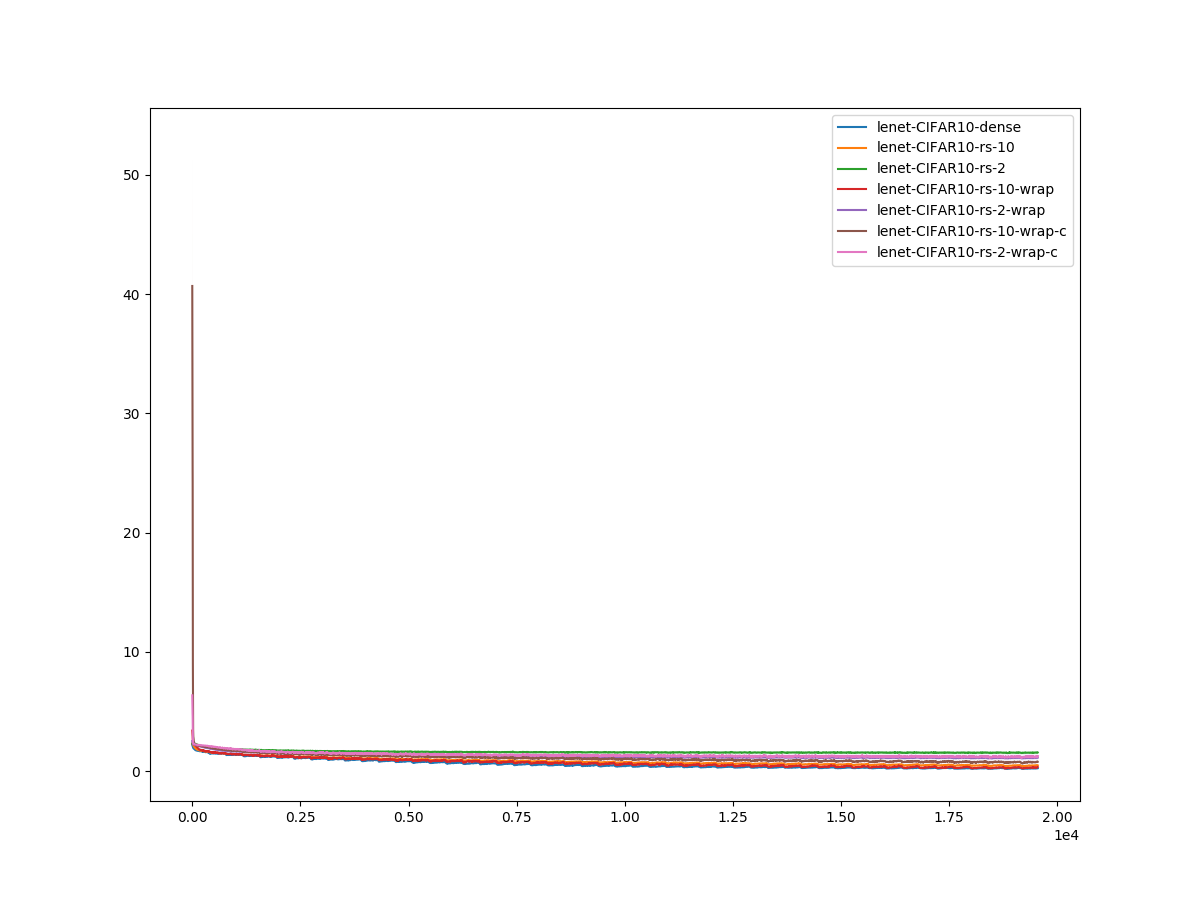 lenet-CIFAR10-dense
lenet-CIFAR10-rs-10
lenet-CIFAR10-rs-2
lenet-CIFAR10-rs-10-wrap
lenet-CIFAR10-rs-2-wrap
lenet-CIFAR10-rs-10-wrap-c
lenet-CIFAR10-rs-2-wrap-c
50
40
30
20
10
0
0.00 0.25 0.50 0.75 1.00 1.25 1.50 1.75 2.00
1e4